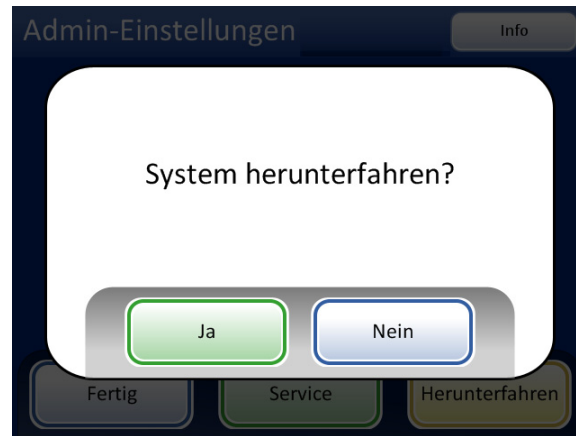 Admin-Einstellungen
Info
System herunterfahren?
Ja
Nein
Fertig
Service
Herunterfahren